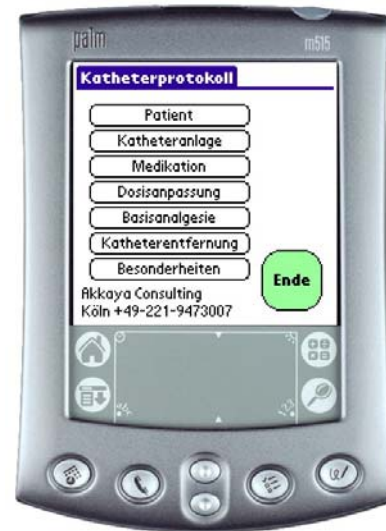 palm
m515
Katheterprotokoll
Patient
Katheteranlage
Medikation
Dosisanpassung
Basisanalgesie
Katheterentfernung
Besonderheiten
Ende
Akkaya Consulting
Köln +49-221-9473007